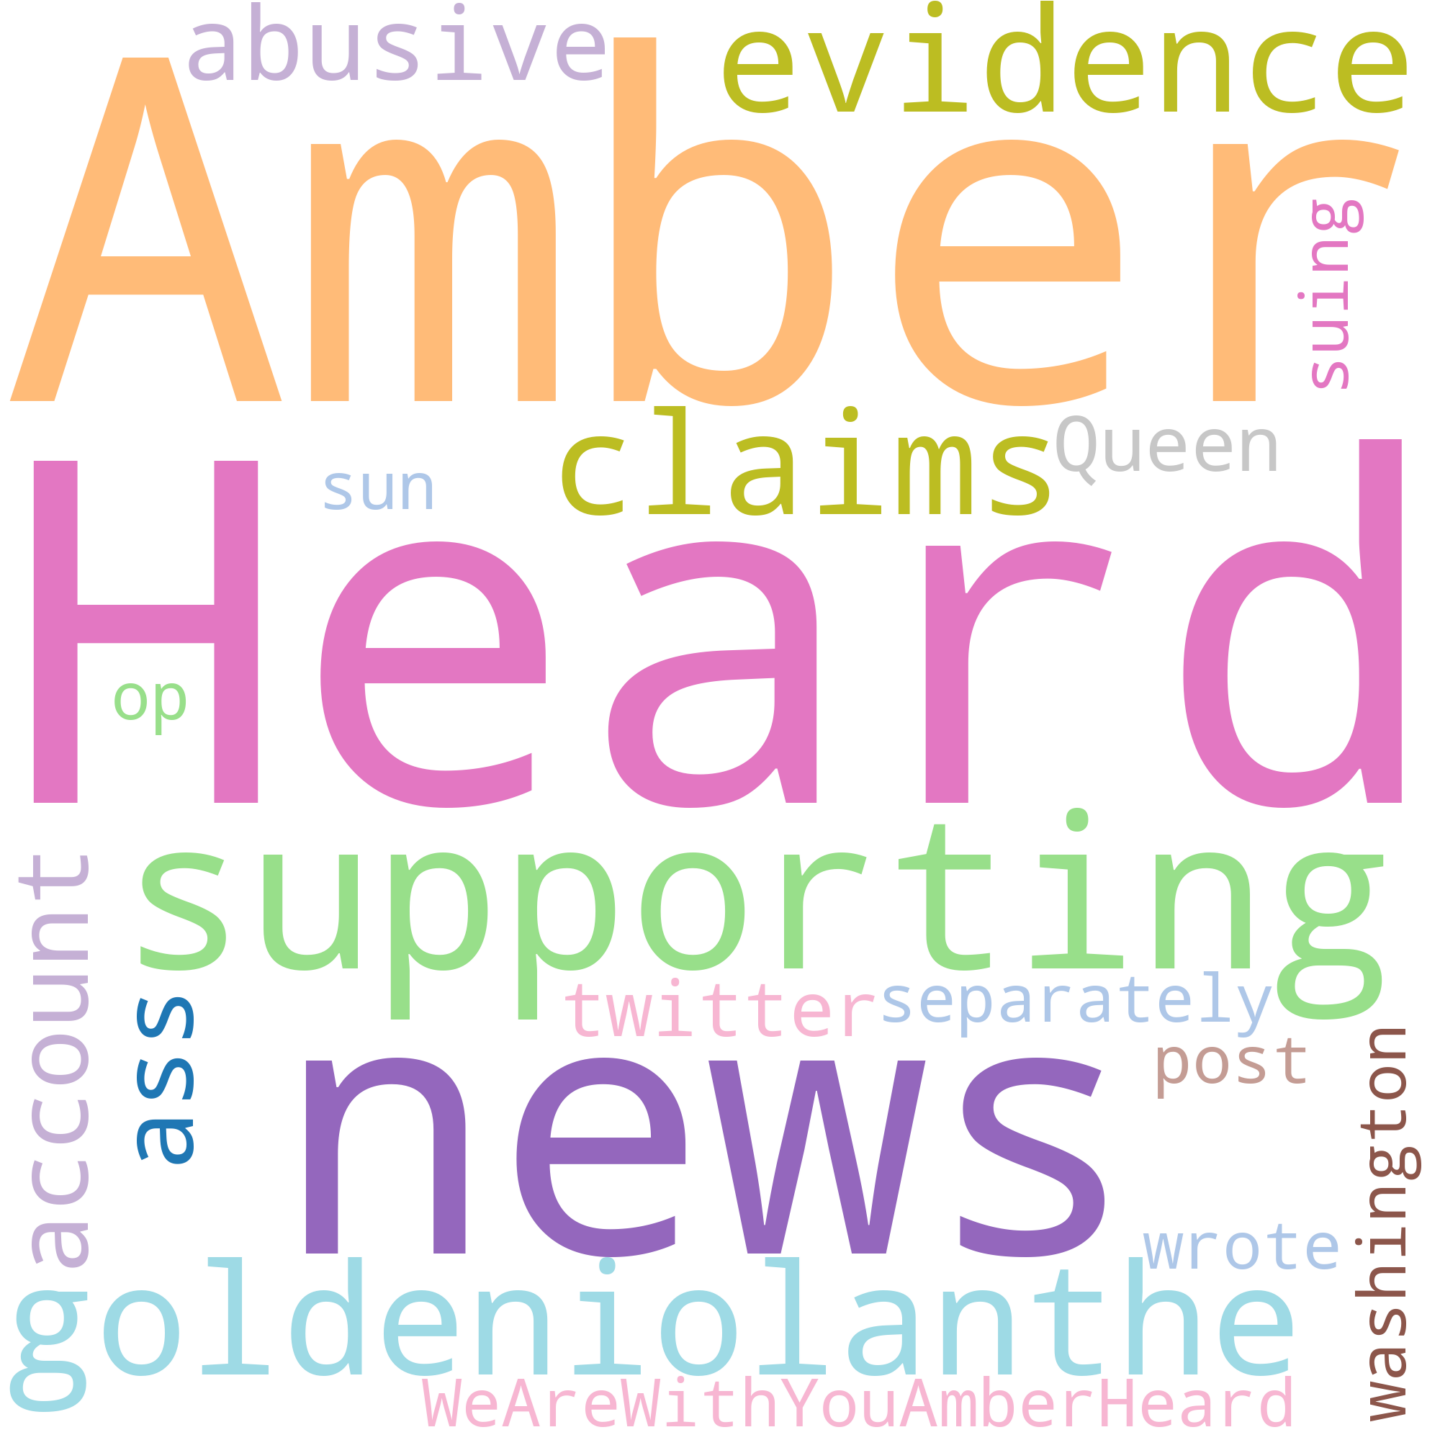 abusive
evidence
Amber
suing
claims
Queen
sun
Heard
op
supporting
account
ass
twitter
separately
news
post
washington
wrote
goldeniolanthe
WeAreWithYouAmberHeard